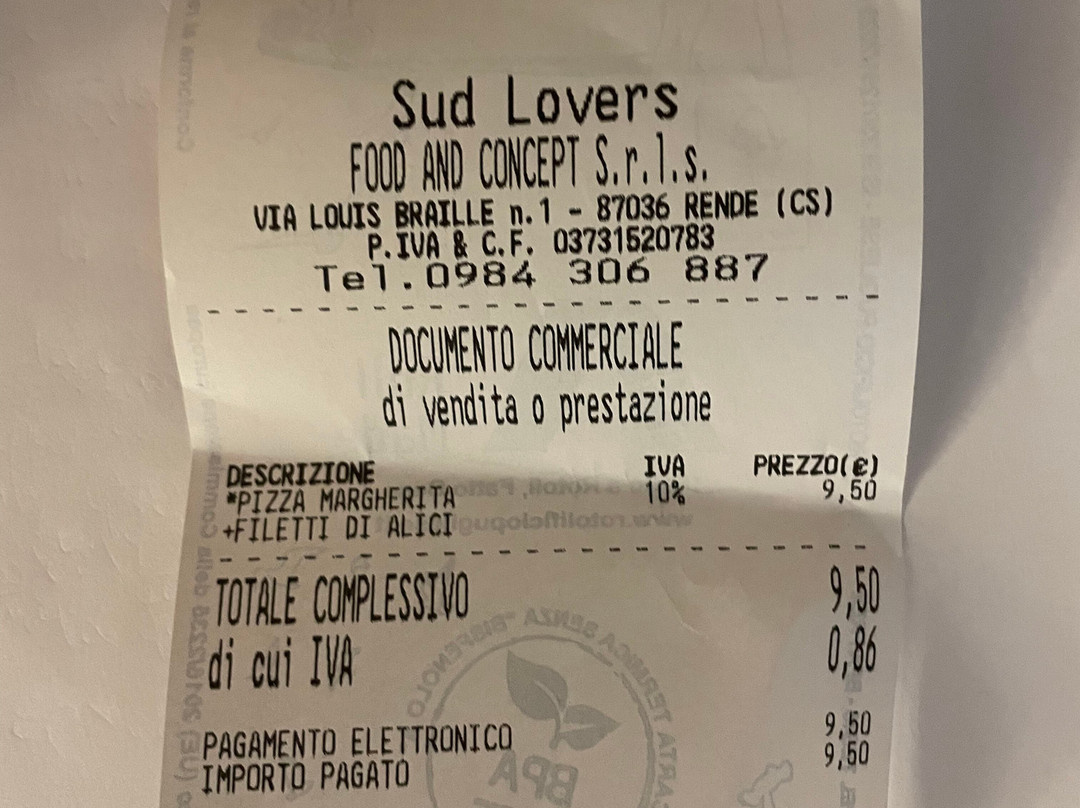 Sud Lovers
FOOD AND CONCEPT S.r.l.s.
VIA LOUIS BRAILLE n.1 - 87036 RENDE (CS)
P.IVA & C.F. 03731520783
Tel.0984 306 887
DOCUMENTO COMMERCIALE
di vendita o prestazione
DESCRIZIONE IVA PREZZO(€)
*PIZZA MARGHERITA 10% 9,50
+FILETTI DI ALICI
TOTALE COMPLESSIVO 9,50
di cui IVA 0,86
PAGAMENTO ELETTRONICO 9,50
IMPORTO PAGATO 9,50